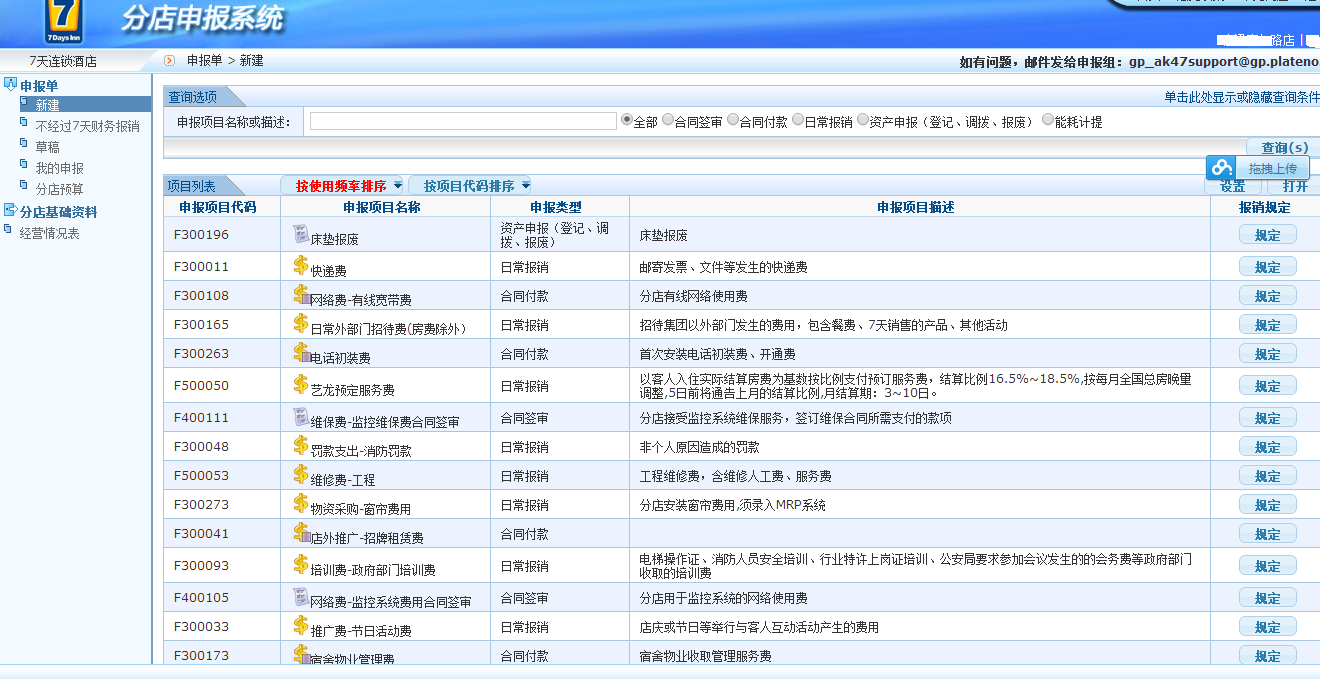 7
7Days Inn
分店申报系统
路店 |
7天连锁酒店
申报单 > 新建
如有问题，邮件发给申报组：gp_ak47support@gp.plateno
申报单
新建
不经过7天财务报销
草稿
我的申报
分店预算
分店基础资料
经营情况表
查询选项
单击此处显示或隐藏查询条件
申报项目名称或描述：
全部 合同签审 合同付款 日常报销 资产申报（登记、调拨、报废） 能耗计提
查询(s)
拖拽上传
项目列表 按使用频率排序 按项目代码排序 设置 打开
申报项目代码 申报项目名称 申报类型 申报项目描述 报销规定
F300196 床垫报废 资产申报（登记、调
拨、报废） 床垫报废 规定
F300011 快递费 日常报销 邮寄发票、文件等发生的快递费 规定
F300108 网络费-有线宽带费 合同付款 分店有线网络使用费 规定
F300165 日常外部门招待费(房费除外） 日常报销 招待集团以外部门发生的费用，包含餐费、7天销售的产品、其他活动 规定
F300263 电话初装费 合同付款 首次安装电话初装费、开通费 规定
F500050 艺龙预定服务费 日常报销 以客人入住实际结算房费为基数按比例支付预订服务费，结算比例16.5%~18.5%,按每月全国总房晚量
调整,5日前将通告上月的结算比例,月结算期：3~10日。 规定
F400111 维保费-监控维保费合同签审 合同签审 分店接受监控系统维保服务，签订维保合同所需支付的款项 规定
F300048 罚款支出-消防罚款 日常报销 非个人原因造成的罚款 规定
F500053 维修费-工程 日常报销 工程维修费，含维修人工费、服务费 规定
F300273 物资采购-窗帘费用 日常报销 分店安装窗帘费用,须录入MRP系统 规定
F300041 店外推广-招牌租赁费 合同付款 规定
F300093 培训费-政府部门培训费 日常报销 电梯操作证、消防人员安全培训、行业特许上岗证培训、公安局要求参加会议发生的的会务费等政府部门
收取的培训费 规定
F400105 网络费-监控系统费用合同签审 合同签审 分店用于监控系统的网络使用费 规定
F300033 推广费-节日活动费 日常报销 店庆或节日等举行与客人互动活动产生的费用 规定
F300173 宿舍物业管理费 合同付款 宿舍物业收取管理服务费 规定